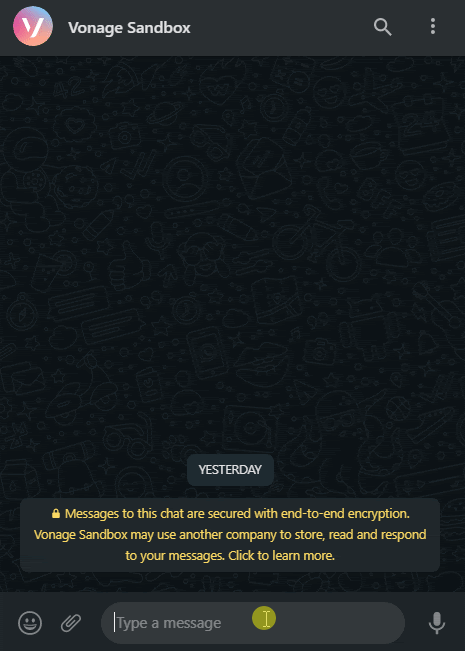 Vonage Sandbox
YESTERDAY
Messages to this chat are secured with end-to-end encryption.
Vonage Sandbox may use another company to store, read and respond
to your messages. Click to learn more.
Type a message